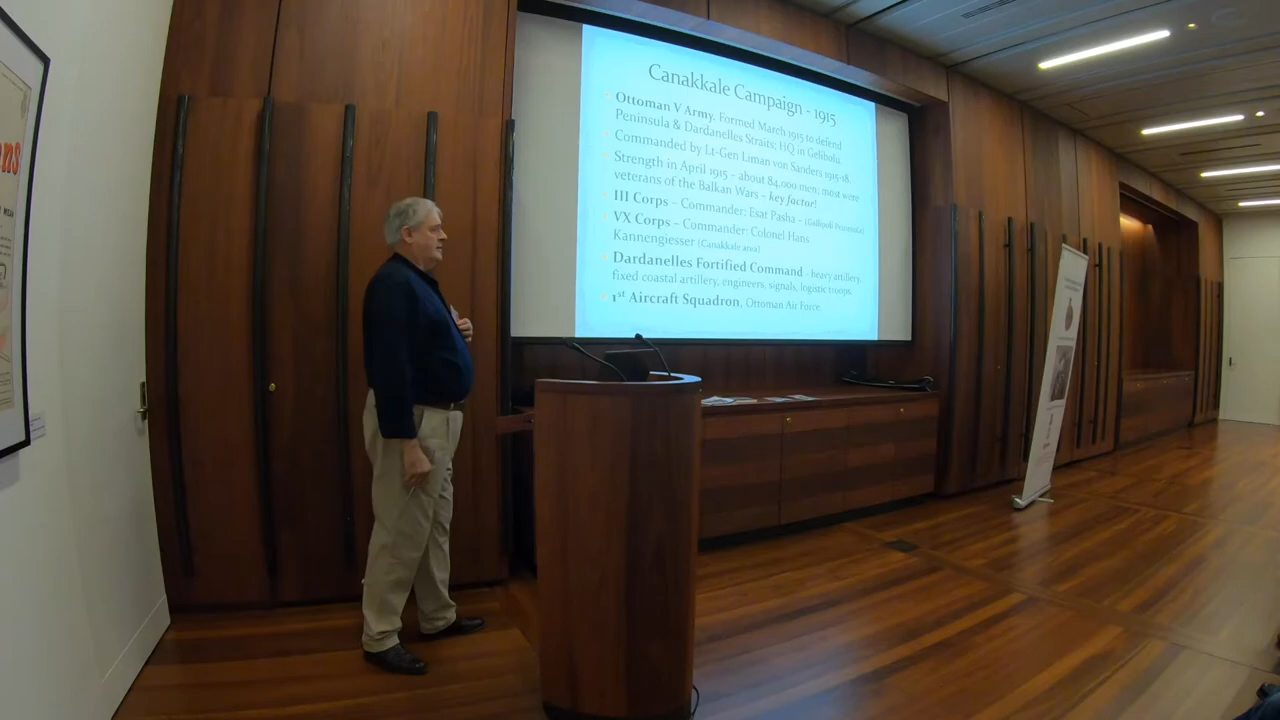 Canakkale Campaign - 1915
Ottoman V Army. Formed March 1915 to defend
Peninsula & Dardanelles Straits; HQ in Gelibolu.
Commanded by Lt-Gen Liman von Sanders 1915-18.
Strength in April 1915 – about 84,000 men; most were
veterans of the Balkan Wars – key factor!
III Corps – Commander: Esat Pasha – (Gallipoli Peninsula)
VX Corps – Commander: Colonel Hans
Kannengiesser (Canakkale area)
Dardanelles Fortified Command – heavy artillery,
fixed coastal artillery, engineers, signals, logistic troops.
1st Aircraft Squadron, Ottoman Air Force.